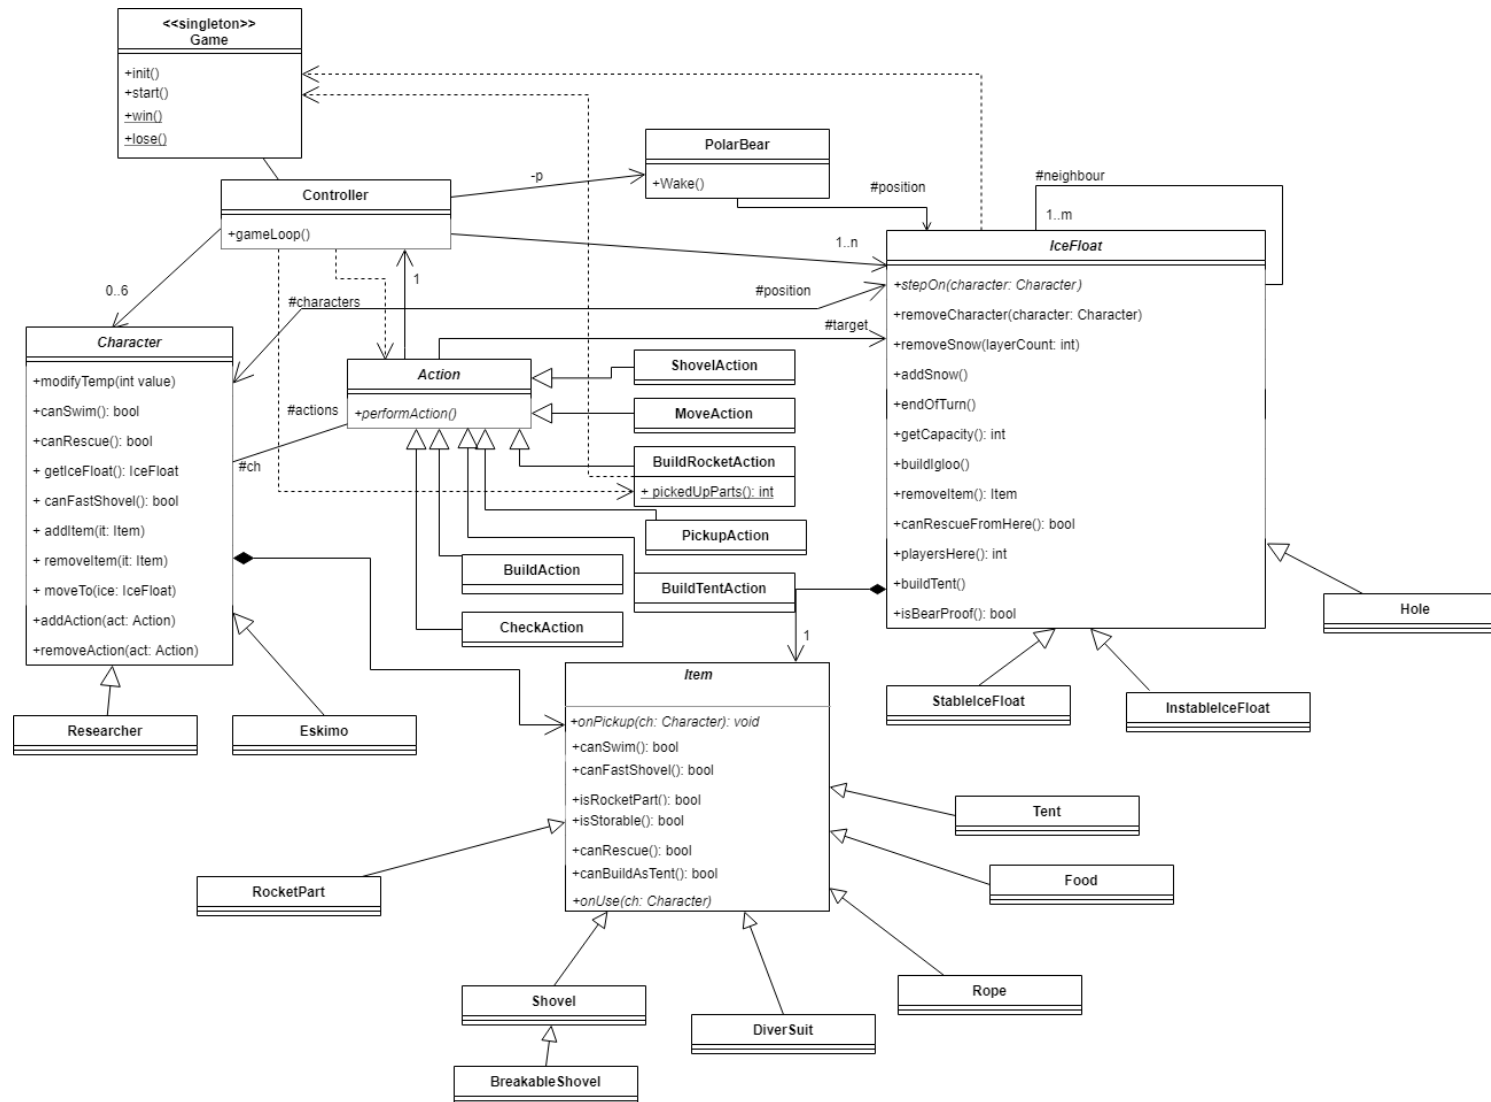 <<singleton>>
Game
+init()
+start()
+win()
+lose()
PolarBear
+Wake()
-p
#position
#neighbour
1..m
Controller
+gameLoop()
1..n
1
0..6
#characters
#position
#target
IceFloat
+stepOn(character: Character)
+removeCharacter(character: Character)
+removeSnow(layerCount: int)
+addSnow()
+endOfTurn()
+getCapacity(): int
+buildIgloo()
+removeItem(): Item
+canRescueFromHere(): bool
+playersHere(): int
+buildTent()
+isBearProof(): bool
Character
+modifyTemp(int value)
+canSwim(): bool
+canRescue(): bool
+ getIceFloat(): IceFloat
+ canFastShovel(): bool
+ addItem(it: Item)
+ removeItem(it: Item)
+ moveTo(ice: IceFloat)
+addAction(act: Action)
+removeAction(act: Action)
#actions
#ch
Action
+performAction()
ShovelAction
MoveAction
BuildRocketAction
+ pickedUpParts(): int
PickupAction
BuildAction
BuildTentAction
CheckAction
Hole
1
StableIceFloat
InstableIceFloat
Researcher
Eskimo
Item
+onPickup(ch: Character): void
+canSwim(): bool
+canFastShovel(): bool
+isRocketPart(): bool
+isStorable(): bool
+canRescue(): bool
+canBuildAsTent(): bool
+onUse(ch: Character)
Tent
Food
RocketPart
Rope
Shovel
DiverSuit
BreakableShovel